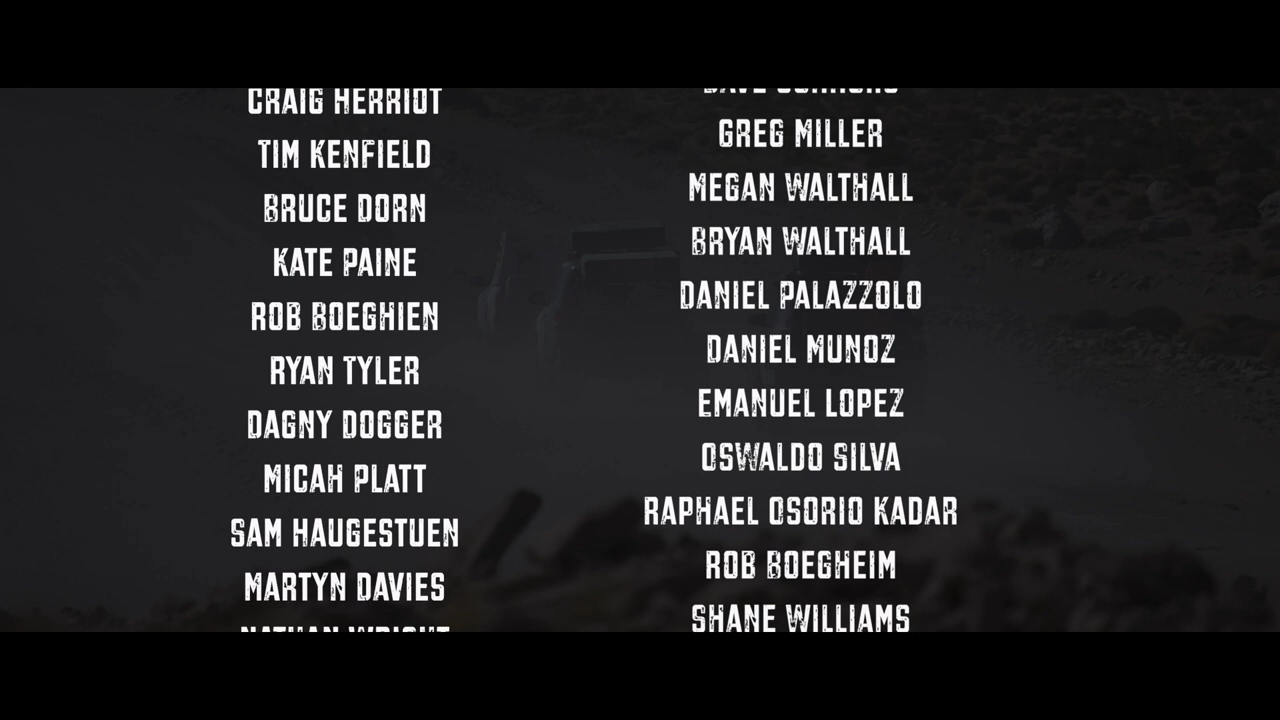 CRAIG HERRIOT
TIM KENFIELD
BRUCE DORN
KATE PAINE
ROB BOEGHIEN
RYAN TYLER
DAGNY DOGGER
MICAH PLATT
SAM HAUGESTUEN
MARTYN DAVIES
NATHAN WRIGHT
GREG MILLER
MEGAN WALTHALL
BRYAN WALTHALL
DANIEL PALAZZOLO
DANIEL MUNOZ
EMANUEL LOPEZ
OSWALDO SILVA
RAPHAEL OSORIO KADAR
ROB BOEGHEIM
SHANE WILLIAMS